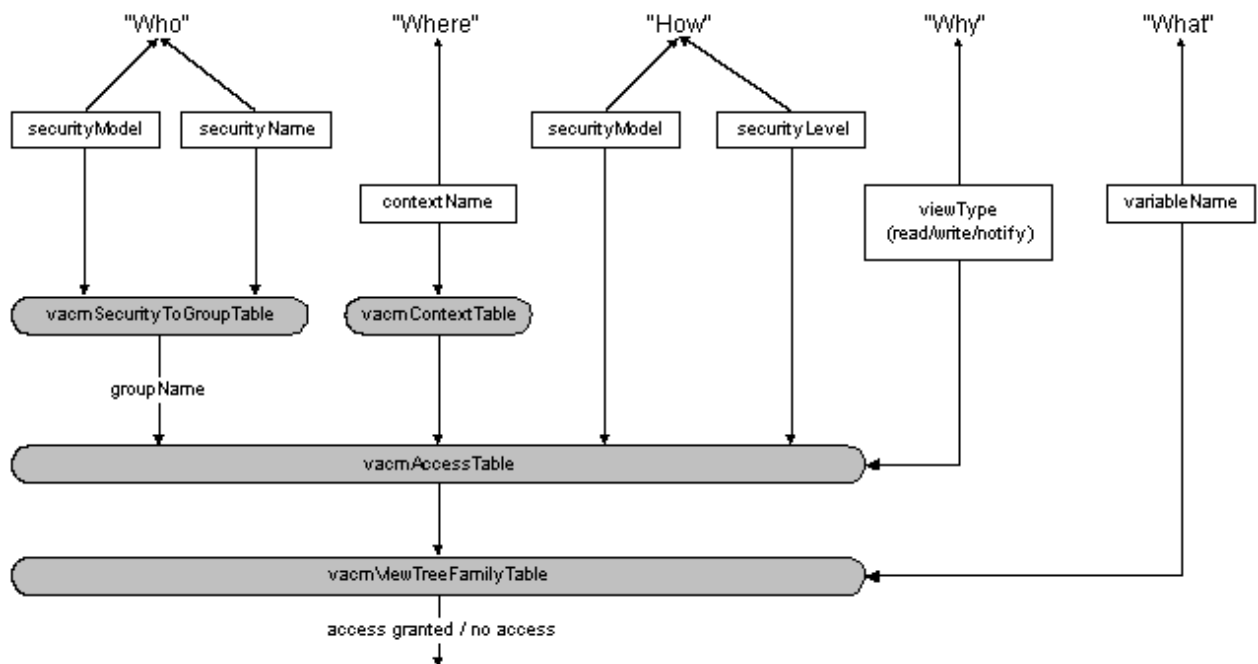 "Who"
"Where"
"How"
"Why"
"What"
securityModel
securityName
securityModel
securityLevel
contextName
viewType
(read/write/notify)
variableName
vacmSecurityToGroupTable
vacmContextTable
groupName
vacmAccessTable
vacmViewTreeFamilyTable
access granted / no access